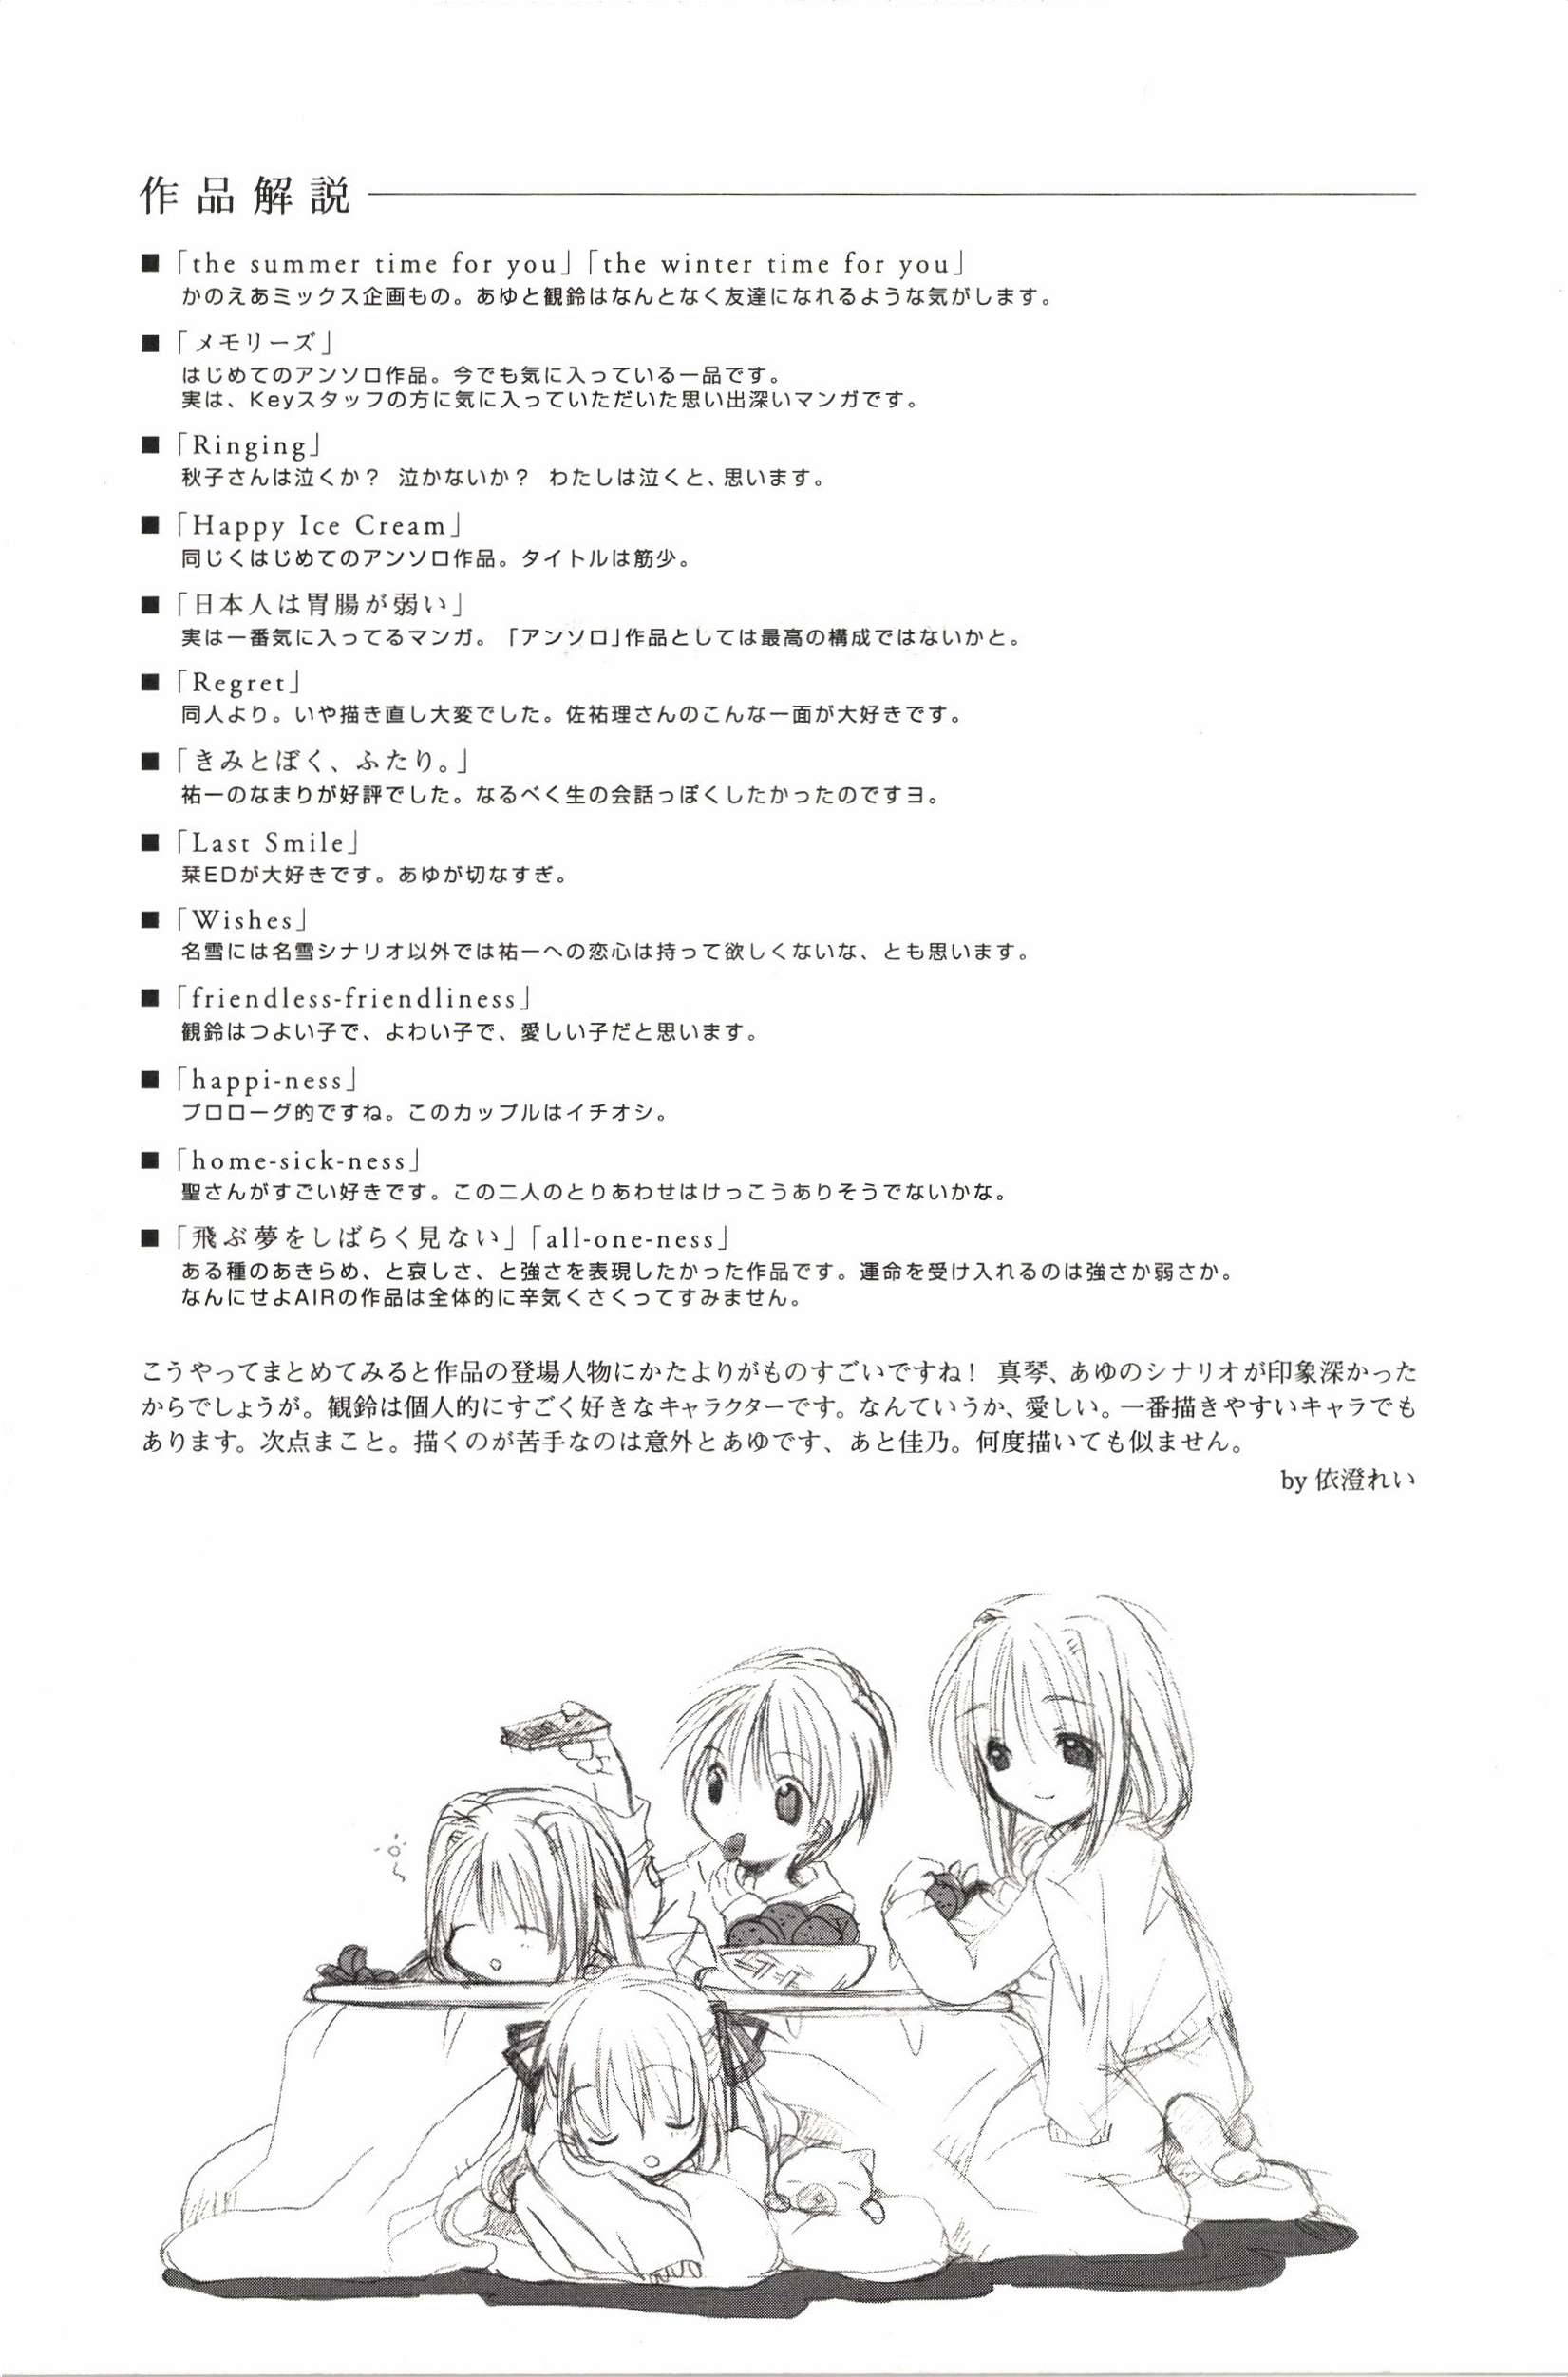 作品解説
■「the summer time for you」「the winter time for you」
かのえあミックス企画もの。あゆと観鈴はなんとなく友達になれるような気がします。
■「メモリーズ」
はじめてのアンソロ作品。今でも気に入っている一品です。
実は、Keyスタッフの方に気に入っていただいた思い出深いマンガです。
■「Ringing」
秋子さんは泣くか？ 泣かないか？ わたしは泣くと、思います。
■「Happy Ice Cream」
同じくはじめてのアンソロ作品。タイトルは筋少。
■「日本人は胃腸が弱い」
実は一番気に入ってるマンガ。「アンソロ」作品としては最高の構成ではないかと。
■「Regret」
同人より。いや描き直し大変でした。佐祐理さんのこんな一面が大好きです。
■「きみとぼく、ふたり。」
祐一のなまりが好評でした。なるべく生の会話っぽくしたかったのですヨ。
■「Last Smile」
栞EDが大好きです。あゆが切なすぎ。
■「Wishes」
名雪には名雪シナリオ以外では祐一への恋心は持って欲しくないな、とも思います。
■「friendless-friendliness」
観鈴はつよい子で、よわい子で、愛しい子だと思います。
■「happi-ness」
プロローグ的ですね。このカップルはイチオシ。
■「home-sick-ness」
聖さんがすごい好きです。この二人のとりあわせはけっこうありそうでないかな。
■「飛ぶ夢をしばらく見ない」「all-one-ness」
ある種のあきらめ、と哀しさ、と強さを表現したかった作品です。運命を受け入れるのは強さか弱さか。
なんにせよAIRの作品は全体的に辛気くさくってすみません。
こうやってまとめてみると作品の登場人物にかたよりがものすごいですね！ 真琴、あゆのシナリオが印象深かった
からでしょうが。観鈴は個人的にすごく好きなキャラクターです。なんていうか、愛しい。一番描きやすいキャラでも
あります。次点まこと。描くのが苦手なのは意外とあゆです、あと佳乃。何度描いても似ません。
by 依澄れい